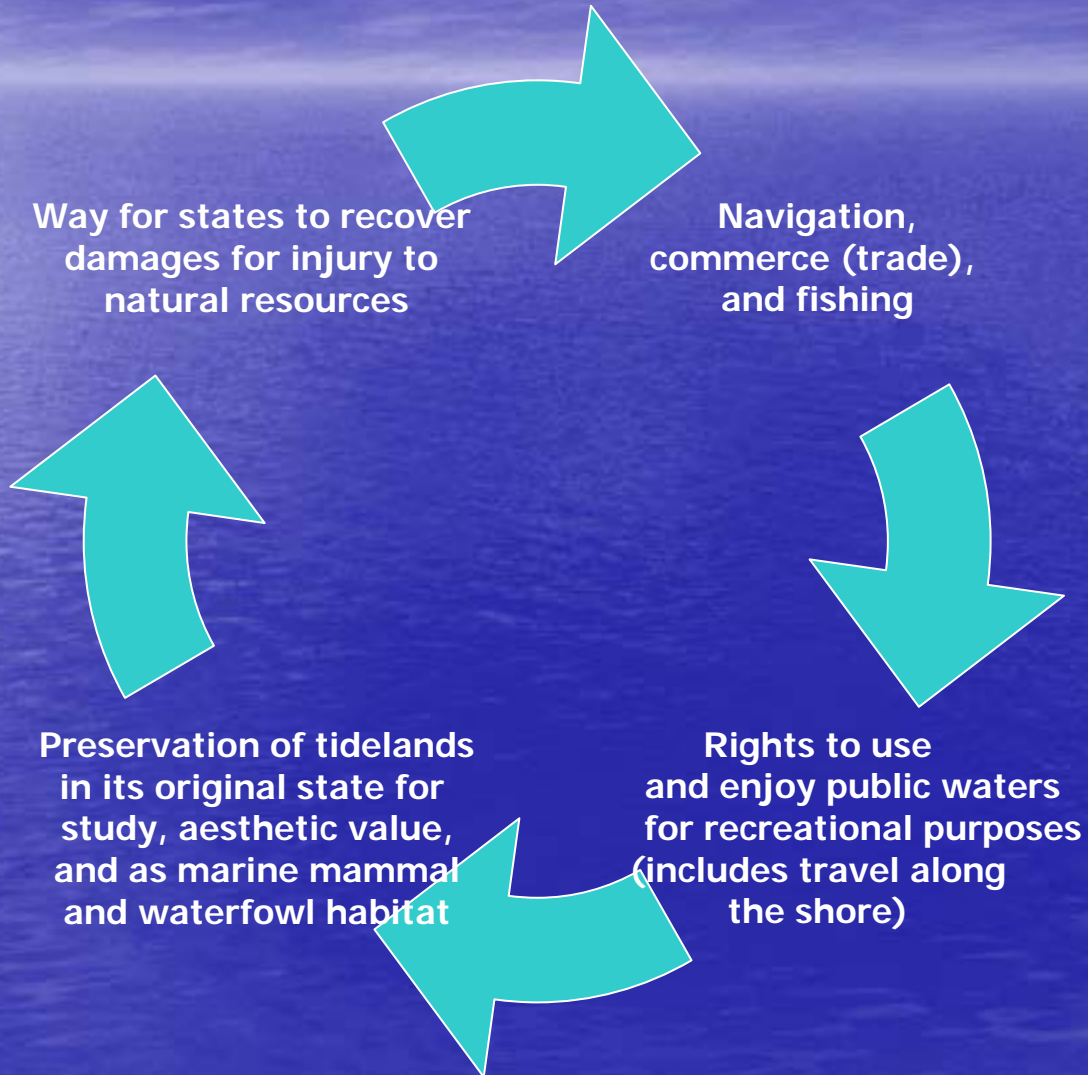 Way for states to recover
damages for injury to
natural resources
Navigation,
commerce (trade),
and fishing
Rights to use
and enjoy public waters
for recreational purposes
(includes travel along
the shore)
Preservation of tidelands
in its original state for
study, aesthetic value,
and as marine mammal
and waterfowl habitat